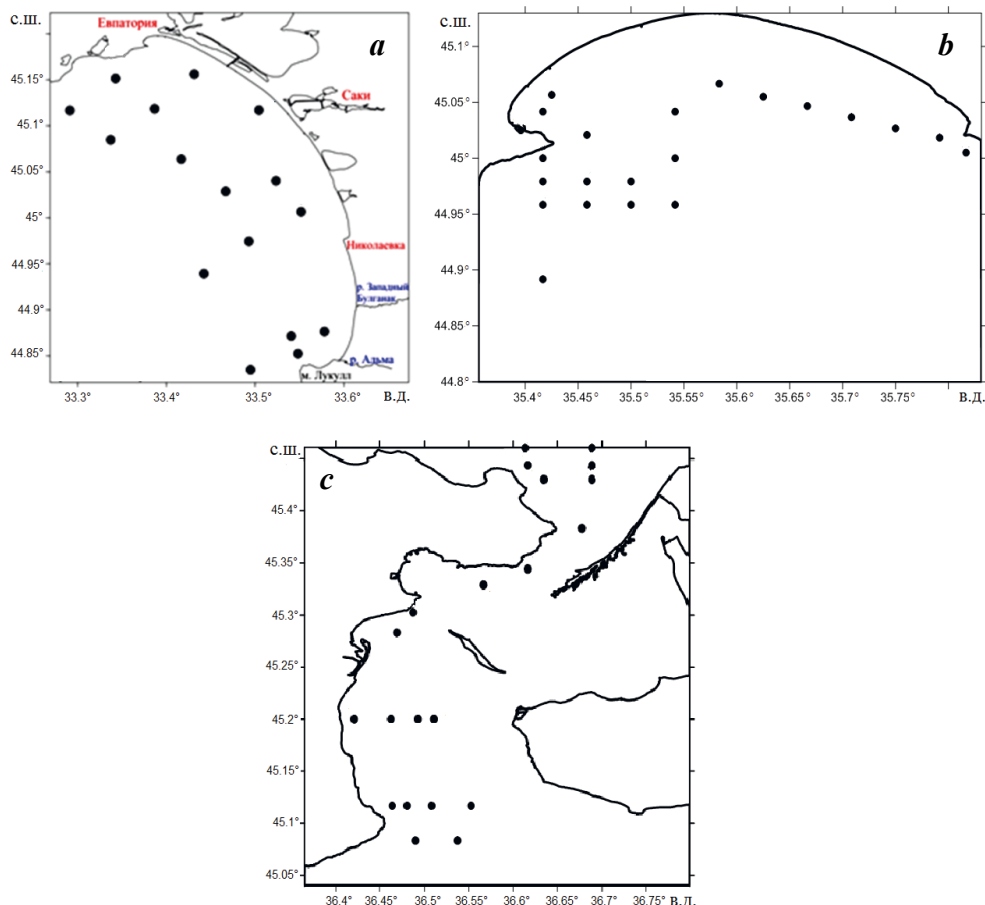 с.ш.
Евпатория
a
45.15°
Саки
45.1°
45.05°
45°
Николаевка
44.95°
р. Западный
Булганак
44.9°
44.85°
р. Альма
м. Лукулл
33.3° 33.4° 33.5° 33.6° в.д.
с.ш.
b
45.1°
45.05°
45°
44.95°
44.9°
44.85°
44.8°
35.4° 35.45° 35.5° 35.55° 35.6° 35.65° 35.7° 35.75° в.д.
с.ш.
c
45.4°
45.35°
45.3°
45.25°
45.2°
45.15°
45.1°
45.05°
36.4° 36.45° 36.5° 36.55° 36.6° 36.65° 36.7° 36.75° в.д.